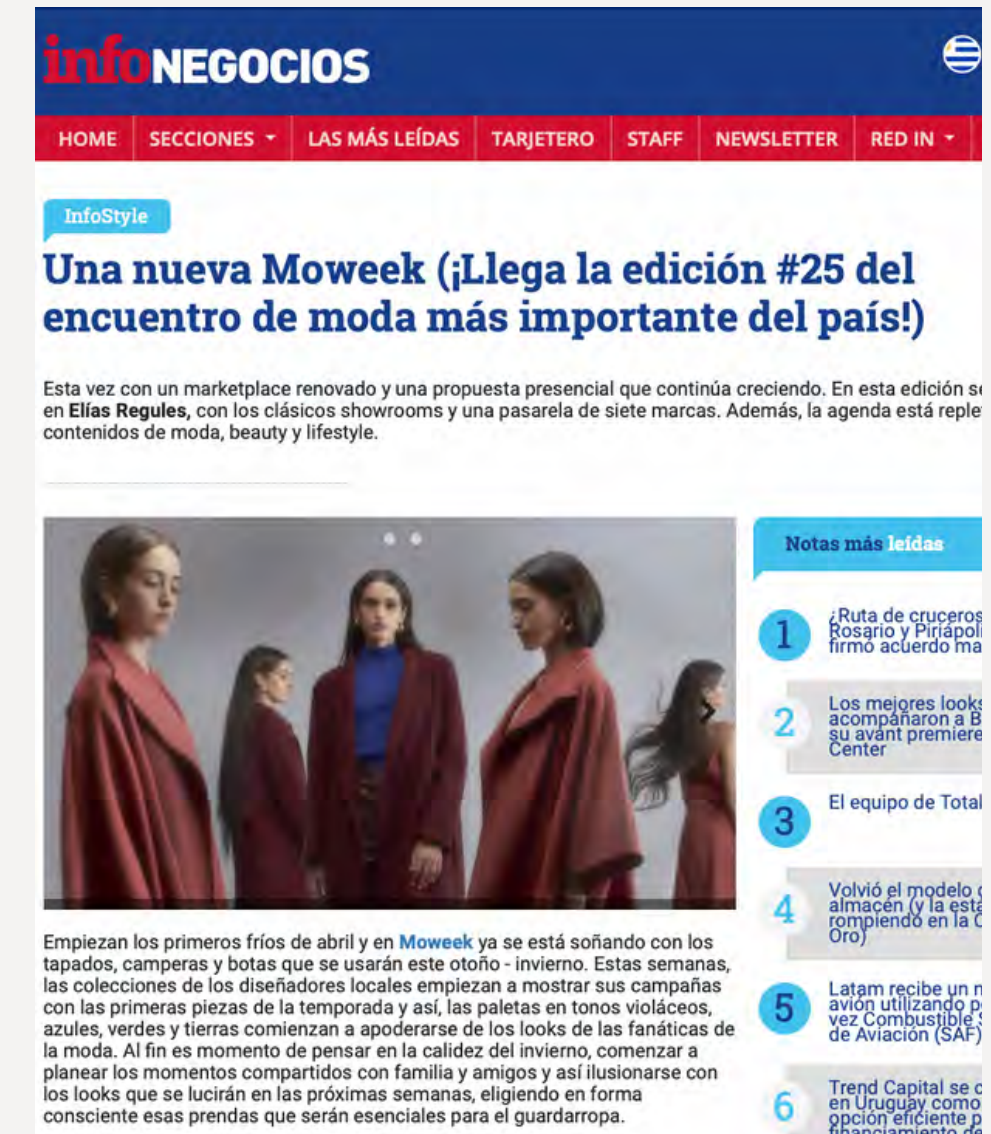 infoNEGOCIOS
HOME SECCIONES LAS MÁS LEÍDAS TARJETERO STAFF NEWSLETTER RED IN
InfoStyle
Una nueva Moweek (¡Llega la edición #25 del
encuentro de moda más importante del país!)
Esta vez con un marketplace renovado y una propuesta presencial que continúa creciendo. En esta edición
en Elías Regules, con los clásicos showrooms y una pasarela de siete marcas. Además, la agenda está
contenidos de moda, beauty y lifestyle.
Empiezan los primeros fríos de abril y en Moweek ya se está soñando con los
tapados, camperas y botas que se usarán este otoño - invierno. Estas semanas,
las colecciones de los diseñadores locales empiezan a mostrar sus campañas
con las primeras piezas de la temporada y así, las paletas en tonos violáceos,
azules, verdes y tierras comienzan a apoderarse de los looks de las fanáticas de
la moda. Al fin es momento de pensar en la calidez del invierno, comenzar a
planear los momentos compartidos con familia y amigos y así ilusionarse con
los looks que se lucirán en las próximas semanas, eligiendo en forma
consciente esas prendas que serán esenciales para el guardarropa.
Notas más leídas
1
¿Ruta de cruceros
Rosario y
firmó acuerdo
2
Los mejores looks
acompañaron a
su avant premiere
Center
3
El equipo de
4
Volvió el modelo
almacén (y la
rompiendo en la
Oro)
5
Latam recibe un
avión utilizando
vez Combustible
de Aviación (SAF)
6
Trend Capital se
en Uruguay como
opción eficiente
financiamiento